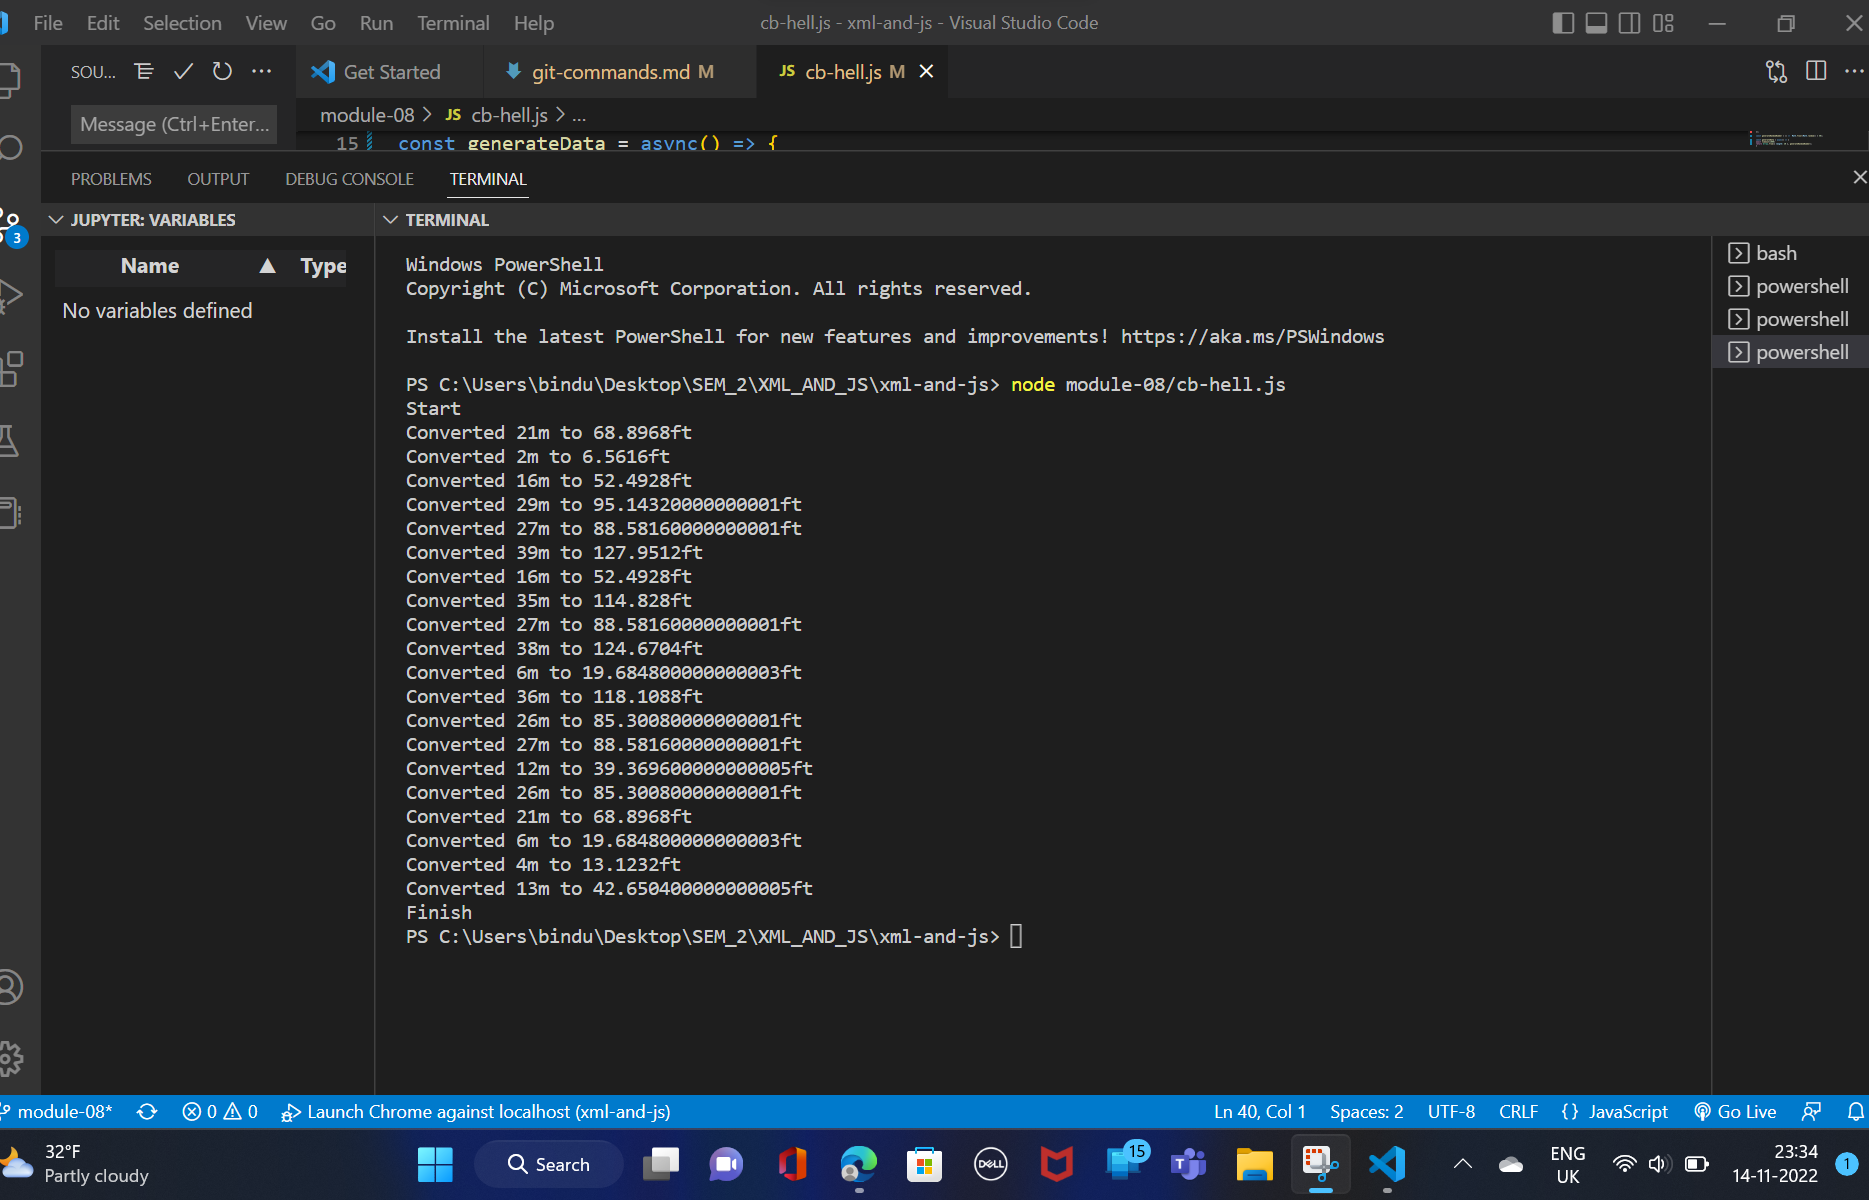 File Edit Selection View Go Run Terminal Help
cb-hell.js - xml-and-js - Visual Studio Code
SOU...
Get Started
git-commands.md M
JS cb-hell.js M
Message (Ctrl+Enter...
module-08 > JS cb-hell.js > ...
15 const generateData = async() => {
PROBLEMS OUTPUT DEBUG CONSOLE TERMINAL
JUPYTER: VARIABLES
TERMINAL
3
Name Type
No variables defined
Windows PowerShell
Copyright (C) Microsoft Corporation. All rights reserved.
Install the latest PowerShell for new features and improvements! https://aka.ms/PSWindows
PS C:\Users\bindu\Desktop\SEM_2\XML_AND_JS\xml-and-js> node module-08/cb-hell.js
Start
Converted 21m to 68.8968ft
Converted 2m to 6.5616ft
Converted 16m to 52.4928ft
Converted 29m to 95.14320000000001ft
Converted 27m to 88.58160000000001ft
Converted 39m to 127.9512ft
Converted 16m to 52.4928ft
Converted 35m to 114.828ft
Converted 27m to 88.58160000000001ft
Converted 38m to 124.6704ft
Converted 6m to 19.684800000000003ft
Converted 36m to 118.1088ft
Converted 26m to 85.30080000000001ft
Converted 27m to 88.58160000000001ft
Converted 12m to 39.369600000000005ft
Converted 26m to 85.30080000000001ft
Converted 21m to 68.8968ft
Converted 6m to 19.684800000000003ft
Converted 4m to 13.1232ft
Converted 13m to 42.650400000000005ft
Finish
PS C:\Users\bindu\Desktop\SEM_2\XML_AND_JS\xml-and-js>
bash
powershell
powershell
powershell
module-08* 0 0 Launch Chrome against localhost (xml-and-js)
Ln 40, Col 1 Spaces: 2 UTF-8 CRLF {} JavaScript Go Live
32°F
Partly cloudy
Search
DELL
15
ENG
UK
23:34
14-11-2022
1